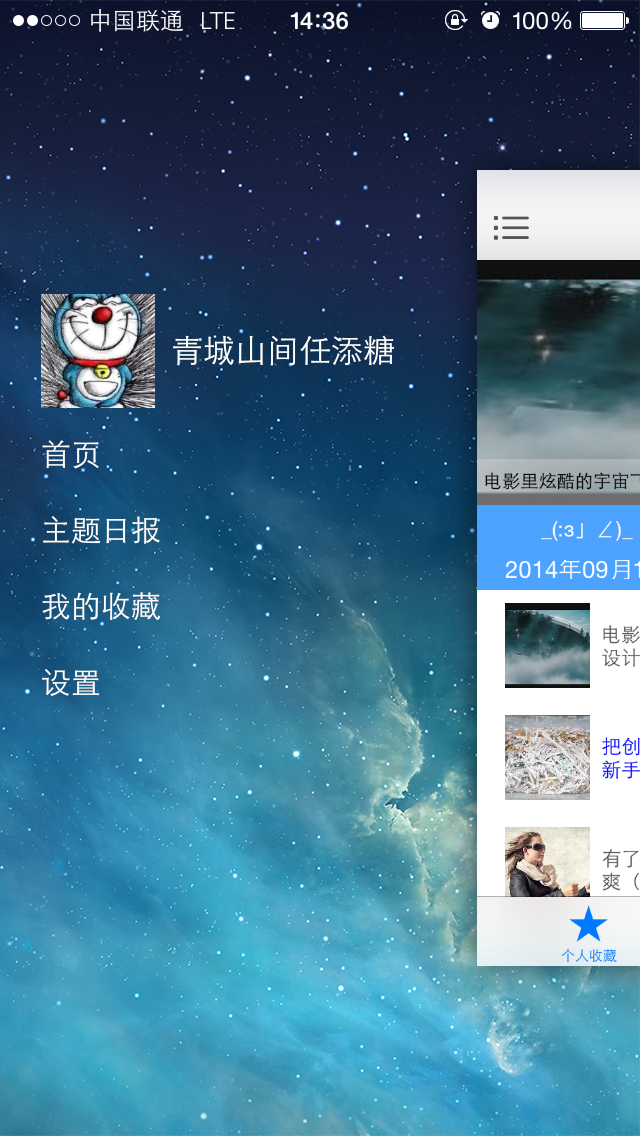 中国联通 LTE 14:36 100%
青城山间任添糖
首页
主题日报
我的收藏
设置
电影里炫酷的宇宙
_(:з」∠)_
2014年09月1
电影
设计
把创
新手
有了
爽（
个人收藏